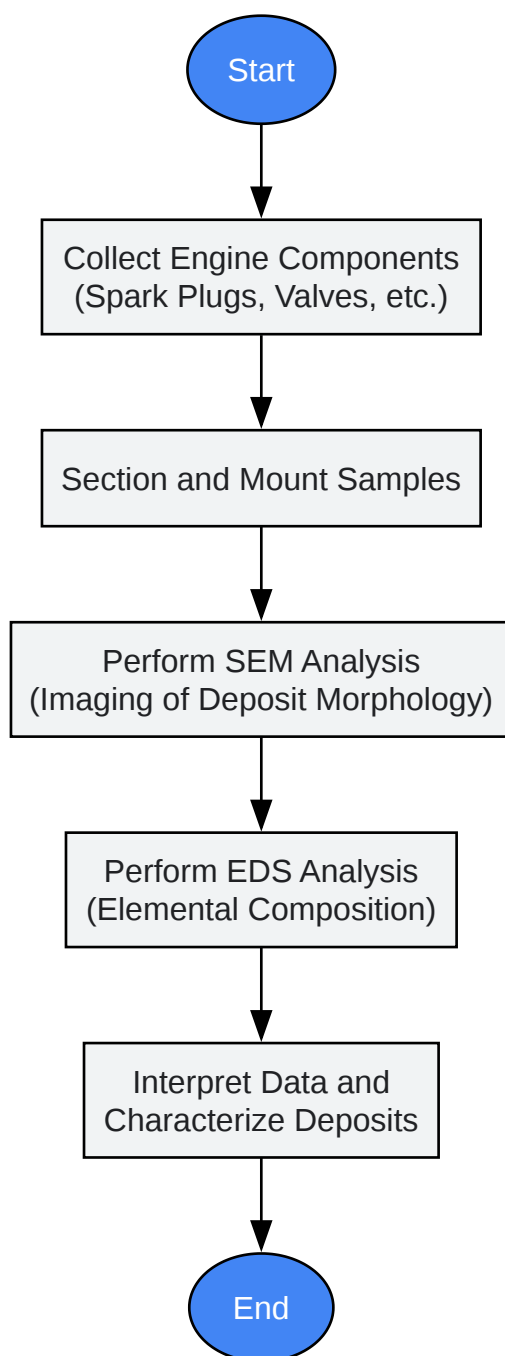 Start
Collect Engine Components
(Spark Plugs, Valves, etc.)
Section and Mount Samples
Perform SEM Analysis
(Imaging of Deposit Morphology)
Perform EDS Analysis
(Elemental Composition)
Interpret Data and
Characterize Deposits
End